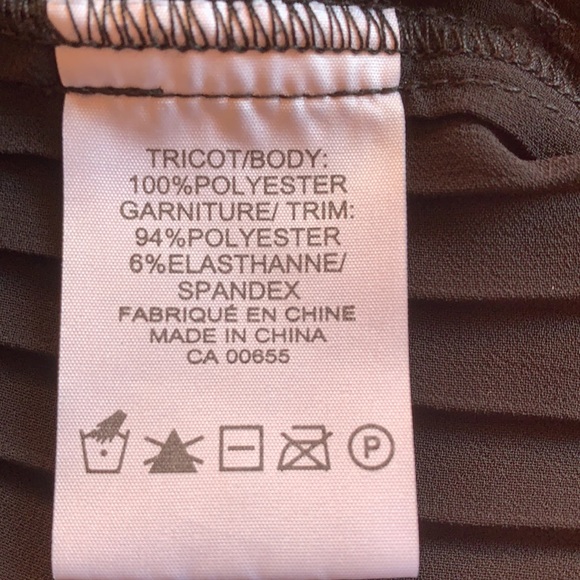 TRICOT/BODY:
100%POLYESTER
GARNITURE/ TRIM:
94%POLYESTER
6%ELASTHANNE/
SPANDEX
FABRIQUÉ EN CHINE
MADE IN CHINA
CA 00655
P